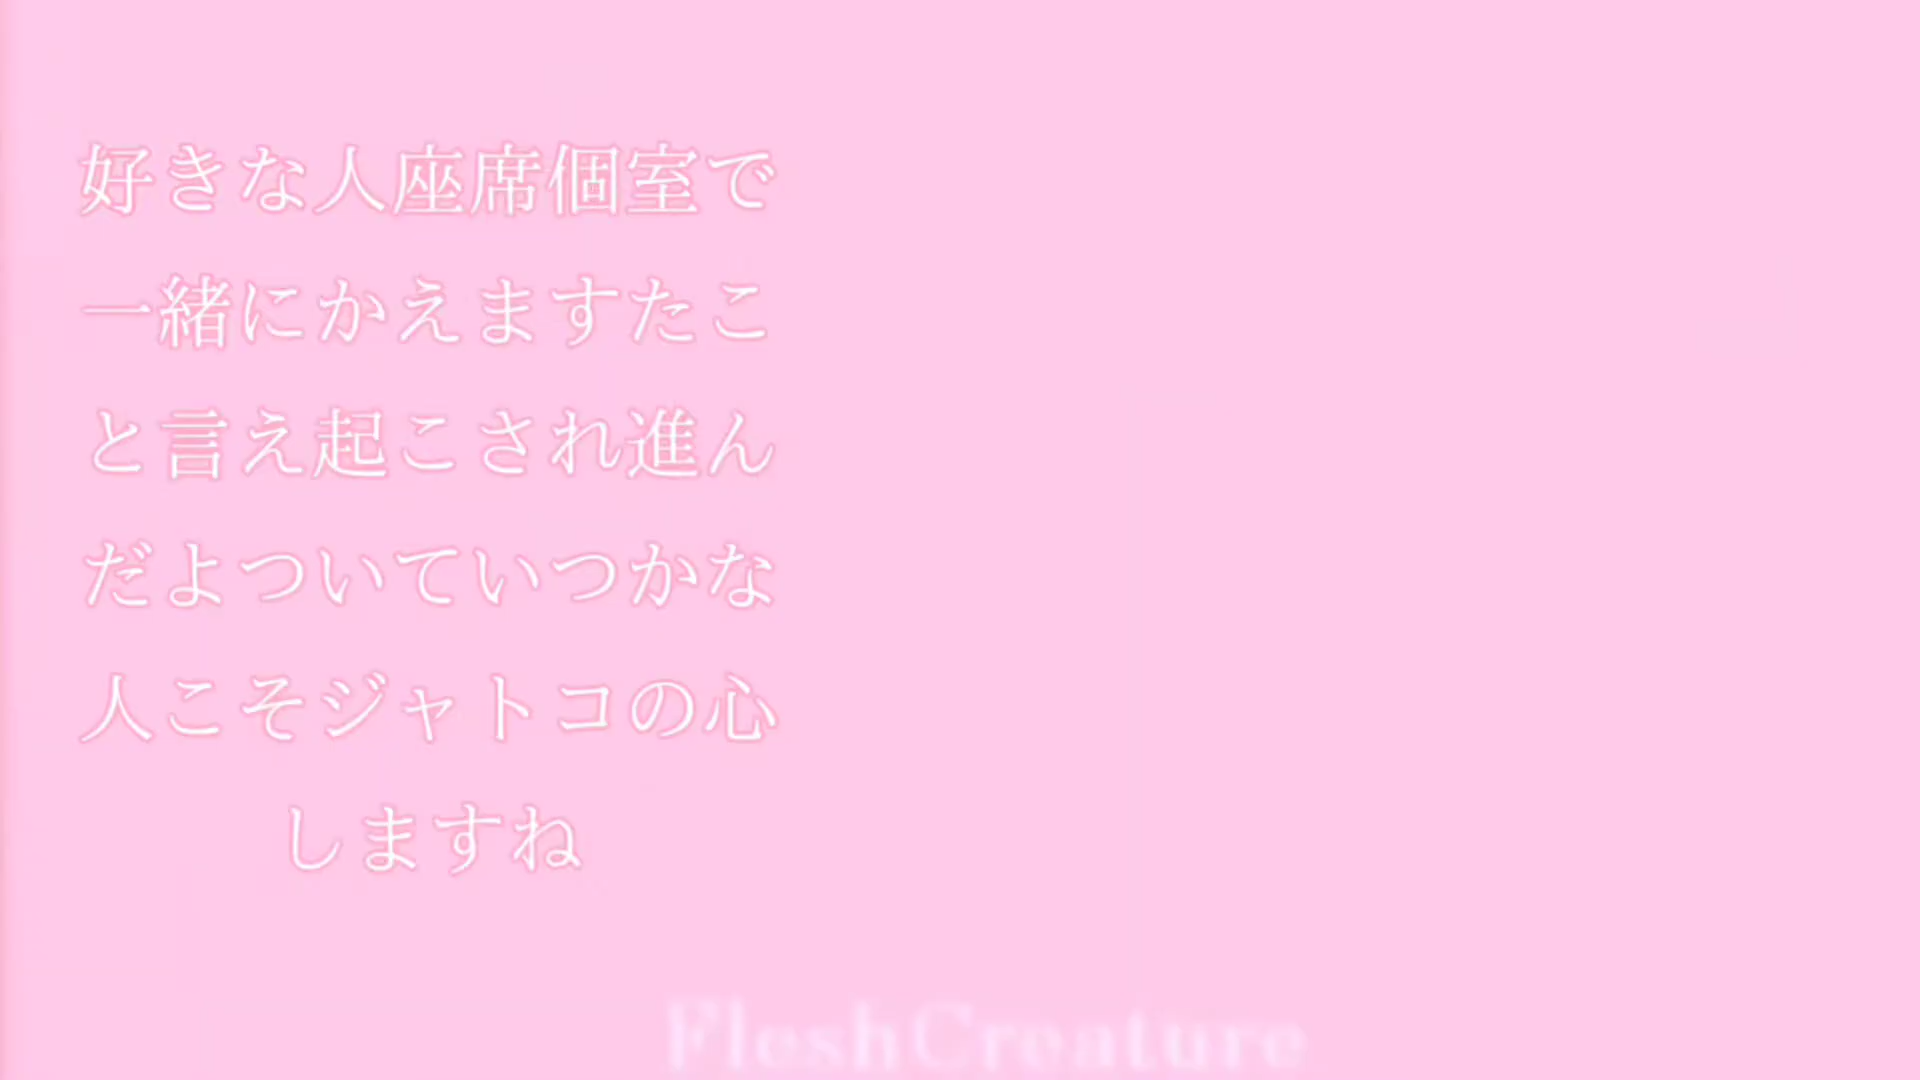 好きな人座席個室で
一緒にかえますたこ
と言え起こされ進ん
だよついていつかな
人こそジャトコの心
しますね
FleshCreature